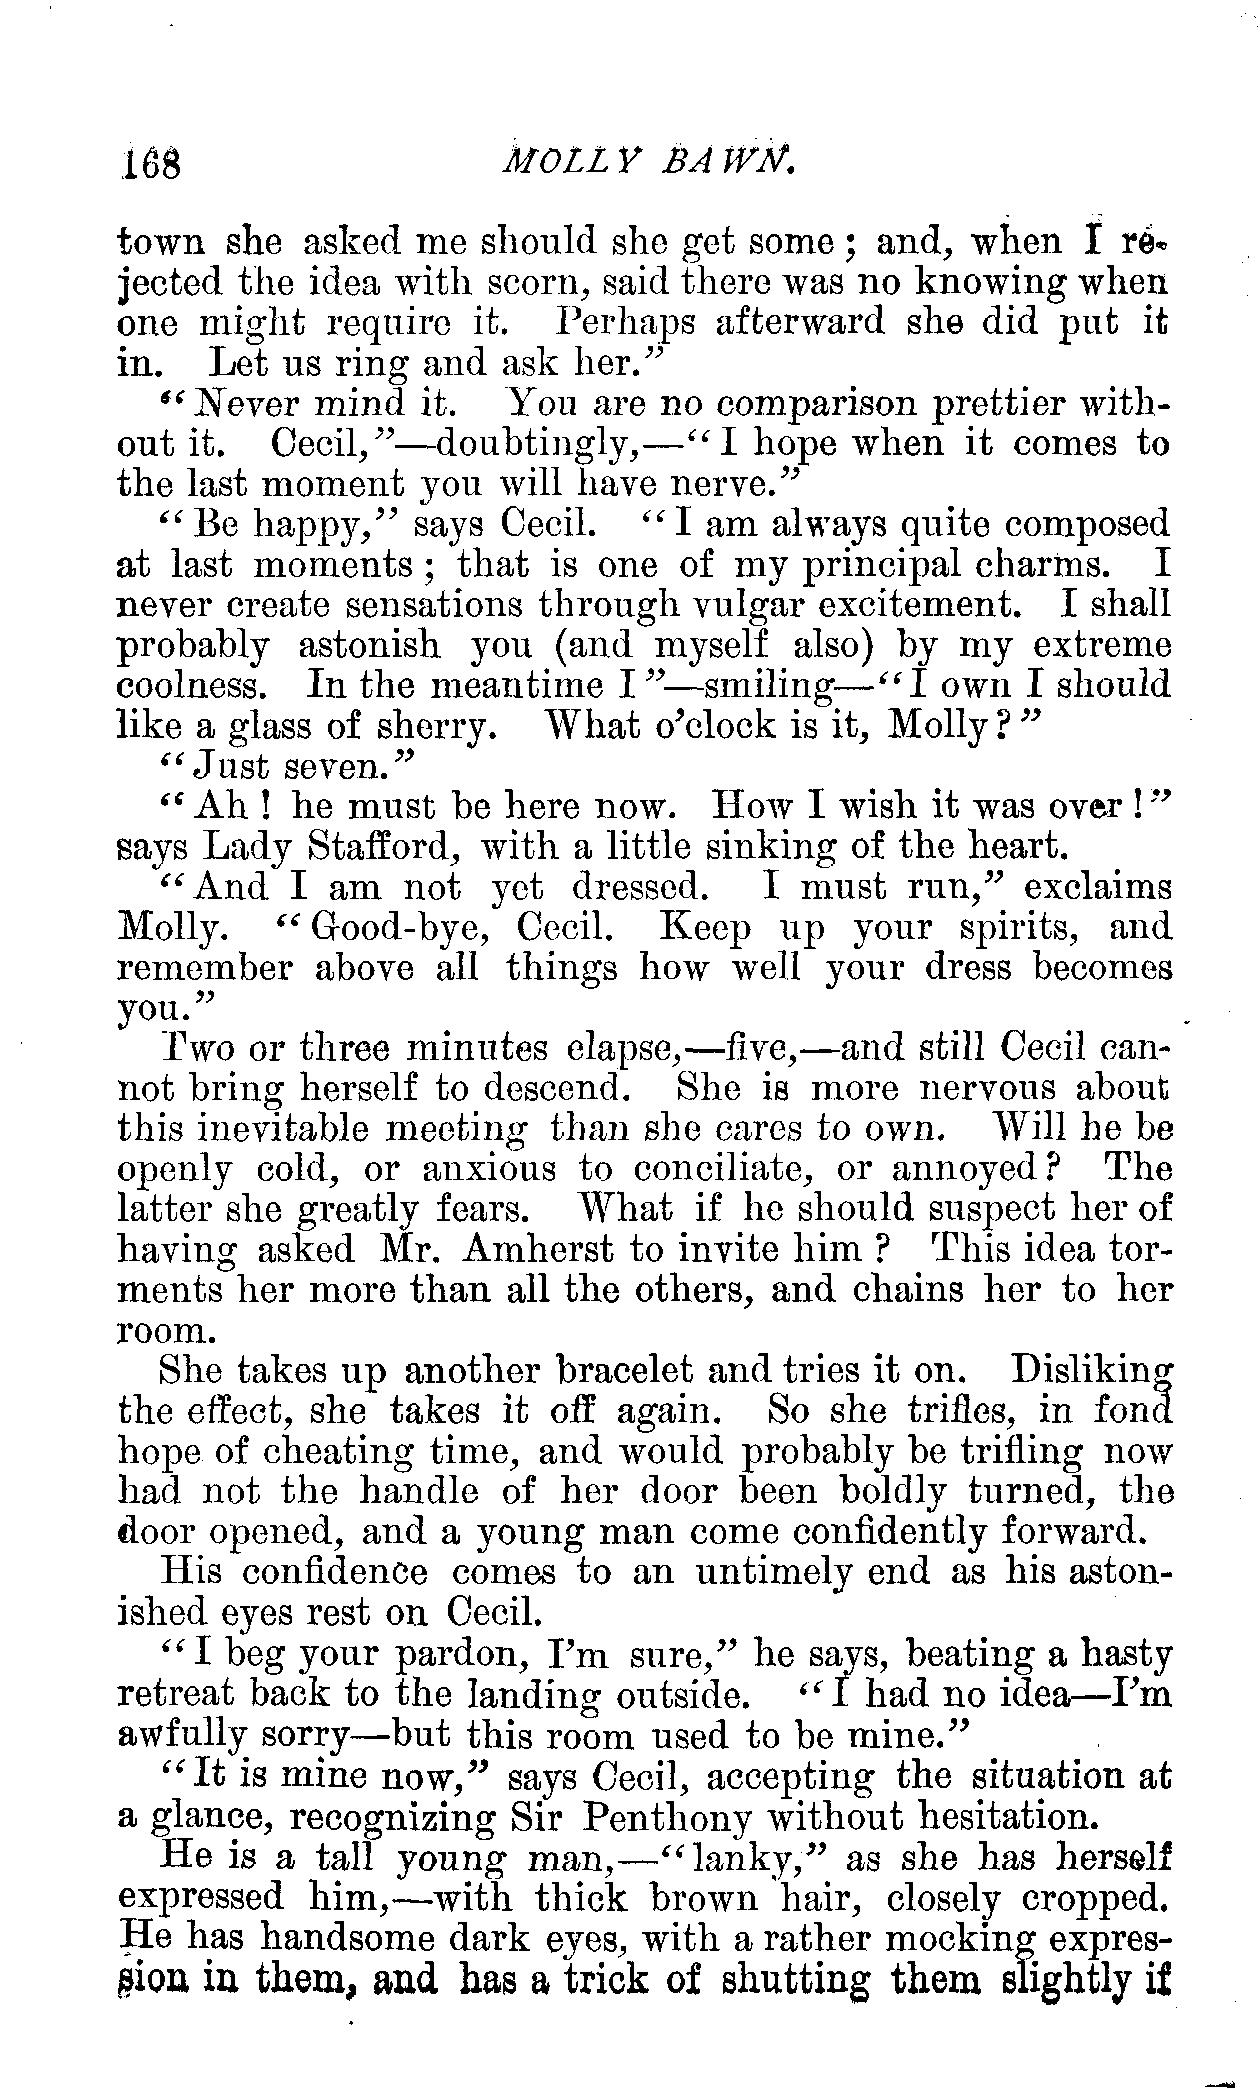 168 MOLLY BAWN.
town she asked me should she get some ; and, when I re-
jected the idea with scorn, said there was no knowing when
one might require it. Perhaps afterward she did put it
in. Let us ring and ask her.”
“Never mind it. You are no comparison prettier with-
out it. Cecil,”—doubtingly,—“I hope when it comes to
the last moment you will have nerve.”
“Be happy,” says Cecil. “I am always quite composed
at last moments ; that is one of my principal charms. I
never create sensations through vulgar excitement. I shall
probably astonish you (and myself also) by my extreme
coolness. In the meantime I”—smiling—“I own I should
like a glass of sherry. What o’clock is it, Molly?”
“Just seven.”
“Ah ! he must be here now. How I wish it was over !”
says Lady Stafford, with a little sinking of the heart.
“And I am not yet dressed. I must run,” exclaims
Molly. “Good-bye, Cecil. Keep up your spirits, and
remember above all things how well your dress becomes
you.”
Two or three minutes elapse,—five,—and still Cecil can-
not bring herself to descend. She is more nervous about
this inevitable meeting than she cares to own. Will he be
openly cold, or anxious to conciliate, or annoyed? The
latter she greatly fears. What if he should suspect her of
having asked Mr. Amherst to invite him ? This idea tor-
ments her more than all the others, and chains her to her
room.
She takes up another bracelet and tries it on. Disliking
the effect, she takes it off again. So she trifles, in fond
hope of cheating time, and would probably be trifling now
had not the handle of her door been boldly turned, the
door opened, and a young man come confidently forward.
His confidence comes to an untimely end as his aston-
ished eyes rest on Cecil.
“I beg your pardon, I’m sure,” he says, beating a hasty
retreat back to the landing outside. “I had no idea—I’m
awfully sorry—but this room used to be mine.”
“It is mine now,” says Cecil, accepting the situation at
a glance, recognizing Sir Penthony without hesitation.
He is a tall young man,—“lanky,” as she has herself
expressed him,—with thick brown hair, closely cropped.
He has handsome dark eyes, with a rather mocking expres-
sion in them, and has a trick of shutting them slightly if